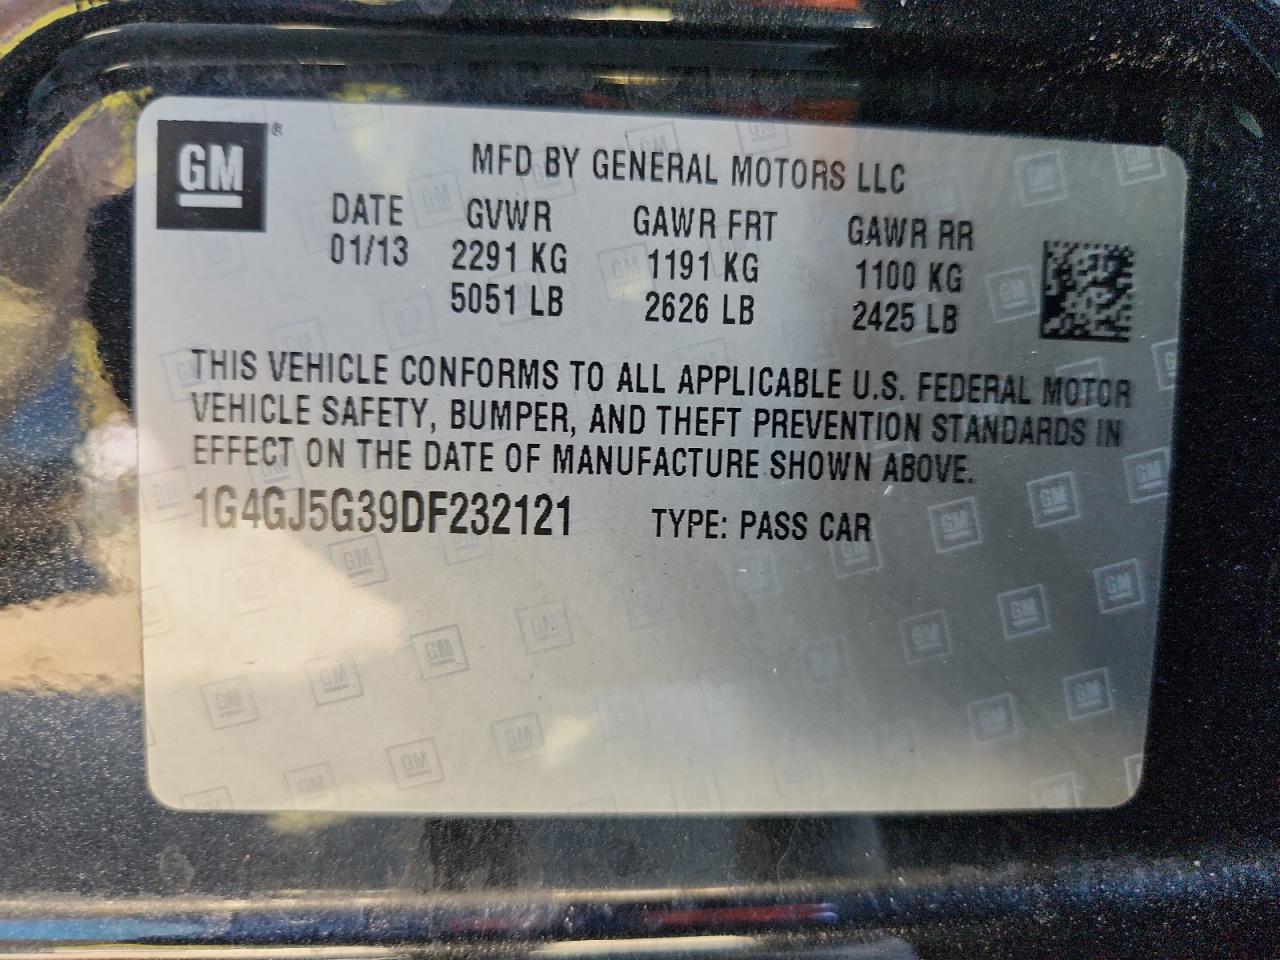 GM®
MFD BY GENERAL MOTORS LLC
DATE GVWR GAWR FRT GAWR RR
01/13 2291 KG 1191 KG 1100 KG
5051 LB 2626 LB 2425 LB
THIS VEHICLE CONFORMS TO ALL APPLICABLE U.S. FEDERAL MOTOR
VEHICLE SAFETY, BUMPER, AND THEFT PREVENTION STANDARDS IN
EFFECT ON THE DATE OF MANUFACTURE SHOWN ABOVE.
1G4GJ5G39DF232121 TYPE: PASS CAR